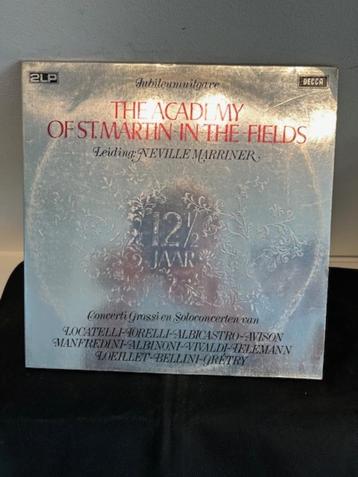 2LP
DECCA
Jubileumuitgave
THE ACADEMY
OF ST. MARTIN-IN-THE-FIELDS
Leiding: NEVILLE MARRINER
12½
JAAR
Concerti Grossi en Soloconcerten van
LOCATELLI-TORELLI-ALBICASTRO-AVISON
MANFREDINI-ALBINONI-VIVALDI-TELEMANN
LOEILLET-BELLINI-GRÉTRY